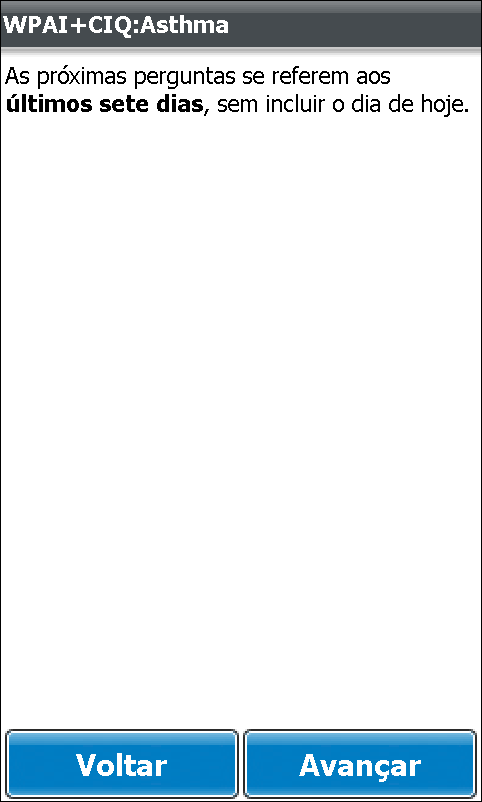 WPAI+CIQ:Asthma
As próximas perguntas se referem aos
últimos sete dias, sem incluir o dia de hoje.
Voltar
Avançar